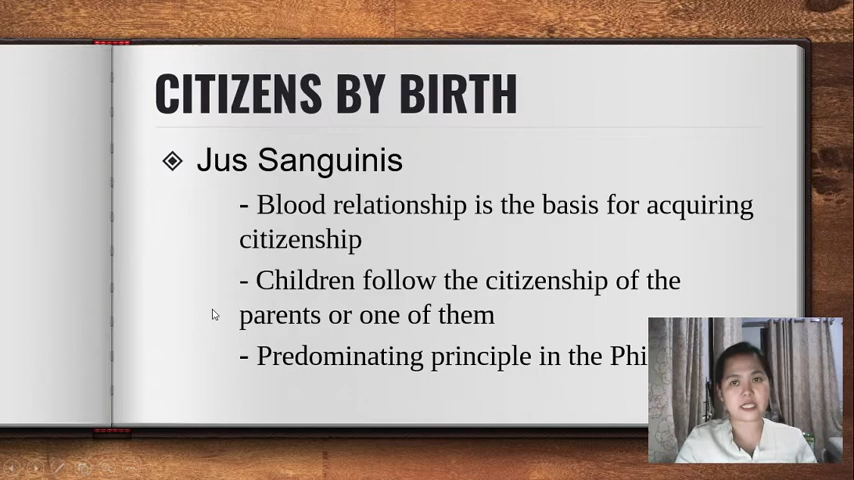 CITIZENS BY BIRTH
Jus Sanguinis
- Blood relationship is the basis for acquiring
citizenship
- Children follow the citizenship of the
parents or one of them
- Predominating principle in the Phi